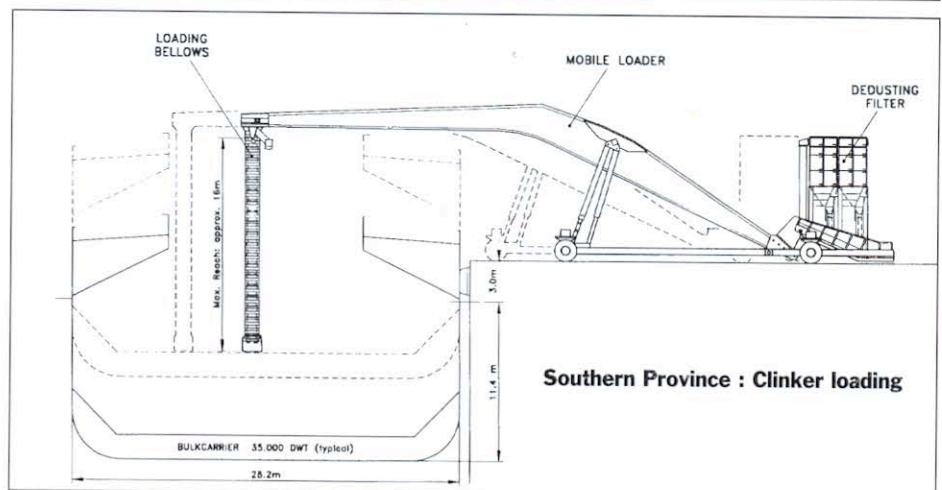 LOADING
BELLOWS
MOBILE LOADER
DEDUSTING
FILTER
Max. Reach: approx. 16m
3.0m
11.4 m
Southern Province : Clinker loading
BULKCARRIER 35.000 DWT (typical)
28.2m